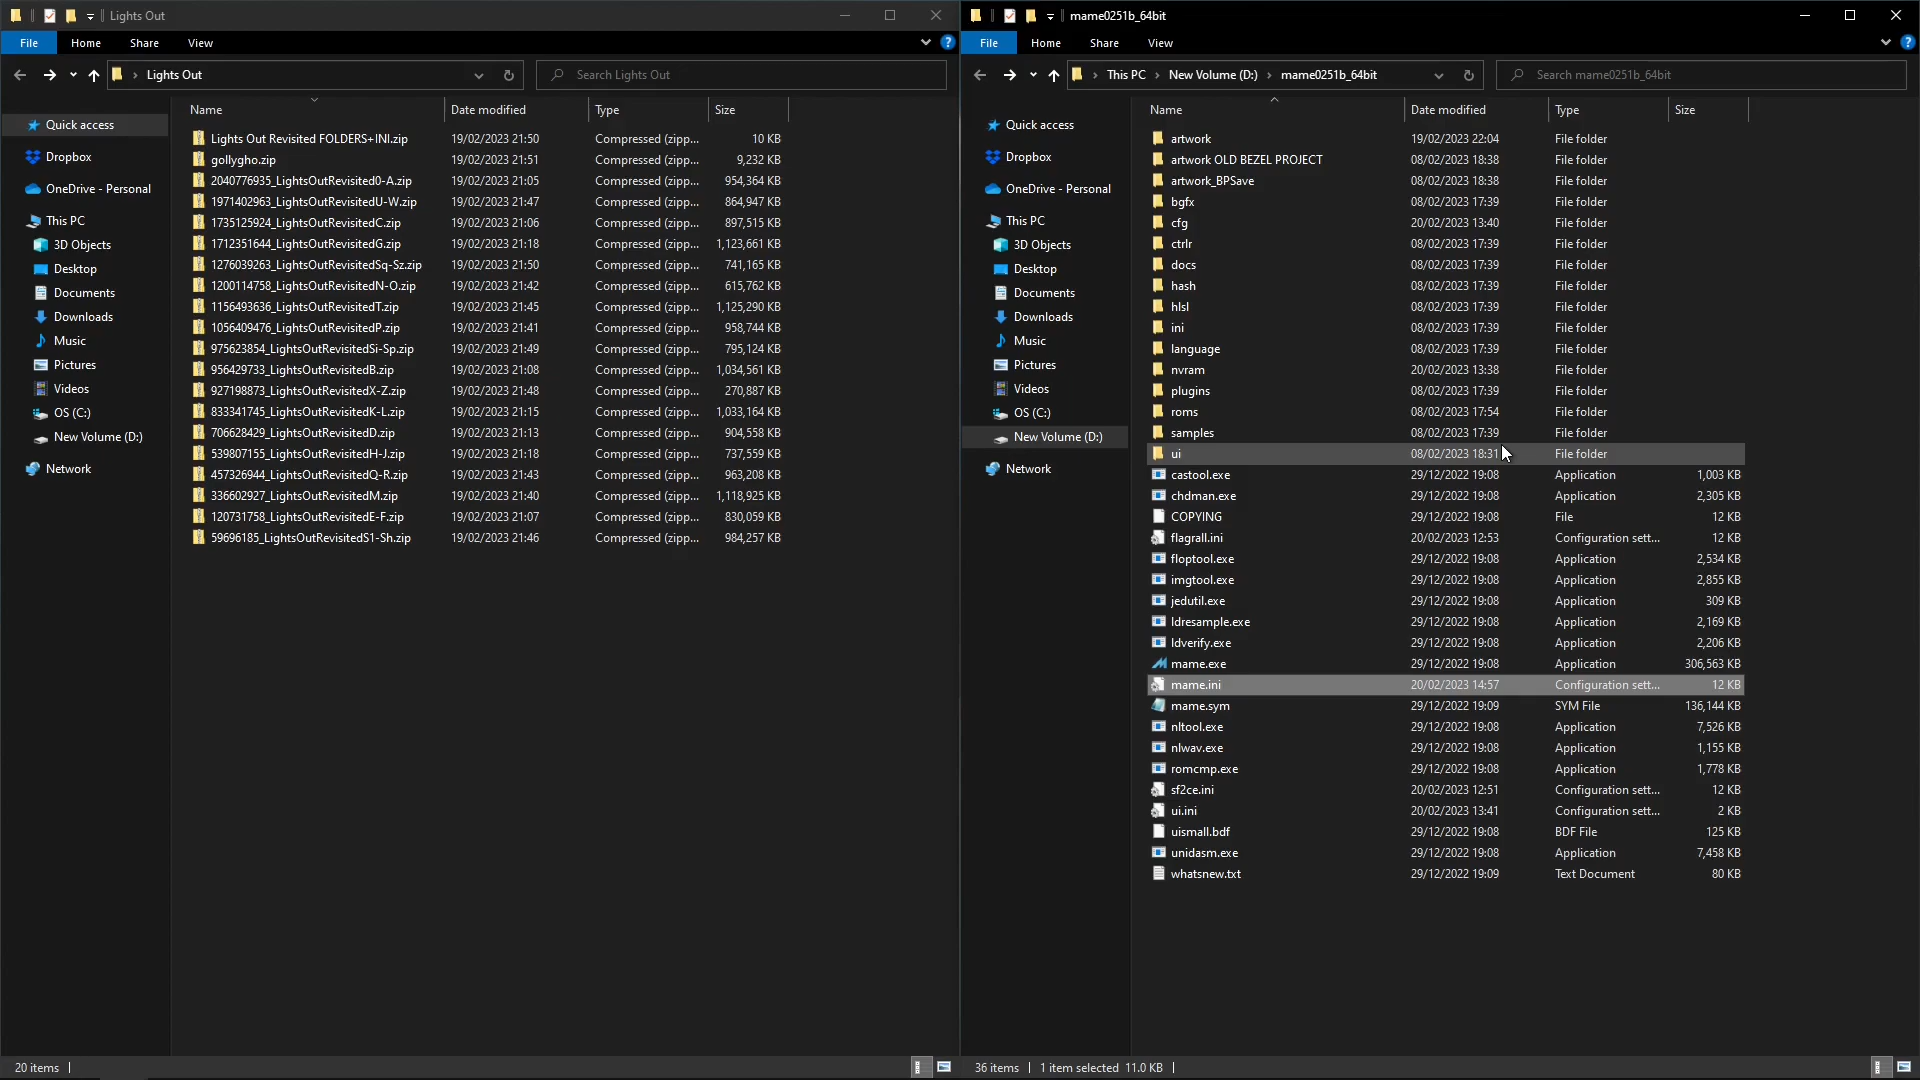 Lights Out
File Home Share View
Lights Out
Search Lights Out
Name Date modified Type Size
Quick access
Dropbox
OneDrive - Personal
This PC
3D Objects
Desktop
Documents
Downloads
Music
Pictures
Videos
OS (C:)
New Volume (D:)
Network
Lights Out Revisited FOLDERS+INI.zip 19/02/2023 21:50 Compressed (zipp... 10 KB
gollygho.zip 19/02/2023 21:51 Compressed (zipp... 9,232 KB
2040776935_LightsOutRevisited0-A.zip 19/02/2023 21:05 Compressed (zipp... 954,364 KB
1971402963_LightsOutRevisitedU-W.zip 19/02/2023 21:47 Compressed (zipp... 864,947 KB
1735125924_LightsOutRevisitedC.zip 19/02/2023 21:06 Compressed (zipp... 897,515 KB
1712351644_LightsOutRevisitedG.zip 19/02/2023 21:18 Compressed (zipp... 1,123,661 KB
1276039263_LightsOutRevisitedSq-Sz.zip 19/02/2023 21:50 Compressed (zipp... 741,165 KB
1200114758_LightsOutRevisitedN-O.zip 19/02/2023 21:42 Compressed (zipp... 615,762 KB
1156493636_LightsOutRevisitedT.zip 19/02/2023 21:45 Compressed (zipp... 1,125,290 KB
1056409476_LightsOutRevisitedP.zip 19/02/2023 21:41 Compressed (zipp... 958,744 KB
975623854_LightsOutRevisitedSi-Sp.zip 19/02/2023 21:49 Compressed (zipp... 795,124 KB
956429733_LightsOutRevisitedB.zip 19/02/2023 21:08 Compressed (zipp... 1,034,561 KB
927198873_LightsOutRevisitedX-Z.zip 19/02/2023 21:48 Compressed (zipp... 270,887 KB
833341745_LightsOutRevisitedK-L.zip 19/02/2023 21:15 Compressed (zipp... 1,033,164 KB
706628429_LightsOutRevisitedD.zip 19/02/2023 21:13 Compressed (zipp... 904,558 KB
539807155_LightsOutRevisitedH-J.zip 19/02/2023 21:18 Compressed (zipp... 737,559 KB
457326944_LightsOutRevisitedQ-R.zip 19/02/2023 21:43 Compressed (zipp... 963,208 KB
336602927_LightsOutRevisitedM.zip 19/02/2023 21:40 Compressed (zipp... 1,118,925 KB
120731758_LightsOutRevisitedE-F.zip 19/02/2023 21:07 Compressed (zipp... 830,059 KB
59696185_LightsOutRevisitedS1-Sh.zip 19/02/2023 21:46 Compressed (zipp... 984,257 KB
20 items
mame0251b_64bit
File Home Share View
This PC New Volume (D:) mame0251b_64bit
Search mame0251b_64bit
Name Date modified Type Size
Quick access
Dropbox
OneDrive - Personal
This PC
3D Objects
Desktop
Documents
Downloads
Music
Pictures
Videos
OS (C:)
New Volume (D:)
Network
artwork 19/02/2023 22:04 File folder
artwork OLD BEZEL PROJECT 08/02/2023 18:38 File folder
artwork_BPSave 08/02/2023 18:38 File folder
bgfx 08/02/2023 17:39 File folder
cfg 20/02/2023 13:40 File folder
ctrlr 08/02/2023 17:39 File folder
docs 08/02/2023 17:39 File folder
hash 08/02/2023 17:39 File folder
hlsl 08/02/2023 17:39 File folder
ini 08/02/2023 17:39 File folder
language 08/02/2023 17:39 File folder
nvram 20/02/2023 13:38 File folder
plugins 08/02/2023 17:39 File folder
roms 08/02/2023 17:54 File folder
samples 08/02/2023 17:39 File folder
ui 08/02/2023 18:31 File folder
castool.exe 29/12/2022 19:08 Application 1,003 KB
chdman.exe 29/12/2022 19:08 Application 2,305 KB
COPYING 29/12/2022 19:08 File 12 KB
flagrall.ini 20/02/2023 12:53 Configuration sett... 12 KB
floptool.exe 29/12/2022 19:08 Application 2,534 KB
imgtool.exe 29/12/2022 19:08 Application 2,855 KB
jedutil.exe 29/12/2022 19:08 Application 309 KB
ldresample.exe 29/12/2022 19:08 Application 2,169 KB
ldverify.exe 29/12/2022 19:08 Application 2,206 KB
mame.exe 29/12/2022 19:08 Application 306,563 KB
mame.ini 20/02/2023 14:57 Configuration sett... 12 KB
mame.sym 29/12/2022 19:09 SYM File 136,144 KB
nltool.exe 29/12/2022 19:08 Application 7,526 KB
nlwav.exe 29/12/2022 19:08 Application 1,155 KB
romcmp.exe 29/12/2022 19:08 Application 1,778 KB
sf2ce.ini 20/02/2023 12:51 Configuration sett... 12 KB
ui.ini 20/02/2023 13:41 Configuration sett... 2 KB
uismall.bdf 29/12/2022 19:08 BDF File 125 KB
unidasm.exe 29/12/2022 19:08 Application 7,458 KB
whatsnew.txt 29/12/2022 19:09 Text Document 80 KB
36 items 1 item selected 11.0 KB